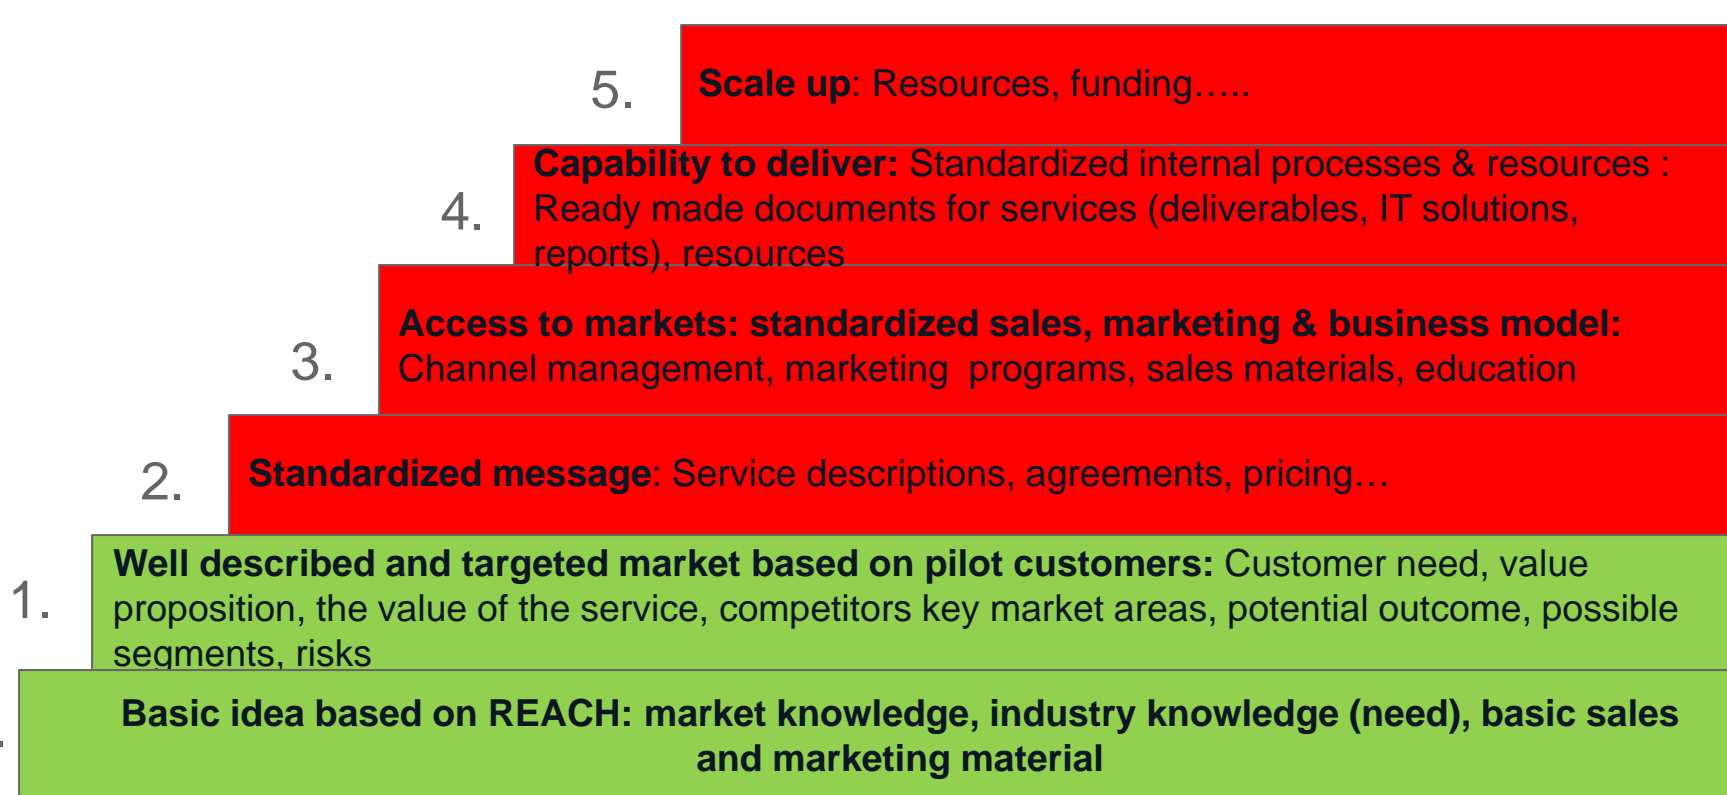 5.
Scale up: Resources, funding…..
4.
Capability to deliver: Standardized internal processes & resources :
Ready made documents for services (deliverables, IT solutions,
reports), resources
3.
Access to markets: standardized sales, marketing & business model:
Channel management, marketing  programs, sales materials, education
2.
Standardized message: Service descriptions, agreements, pricing…
1.
Well described and targeted market based on pilot customers: Customer need, value
proposition, the value of the service, competitors key market areas, potential outcome, possible
segments, risks
Basic idea based on REACH: market knowledge, industry knowledge (need), basic sales
and marketing material